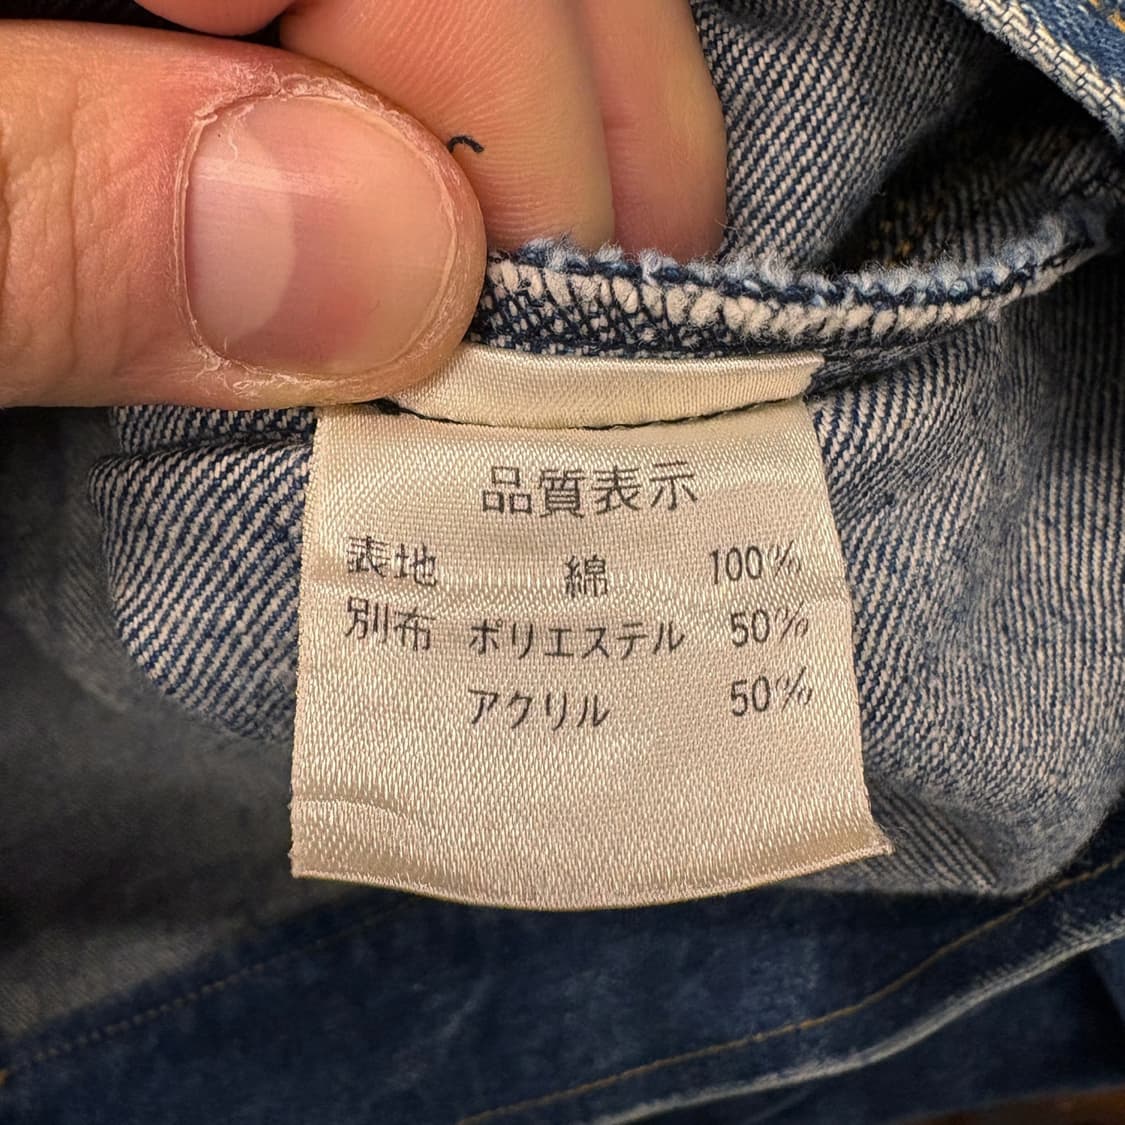 品質表示
表地 綿 100%
別布 ポリエステル 50%
アクリル 50%